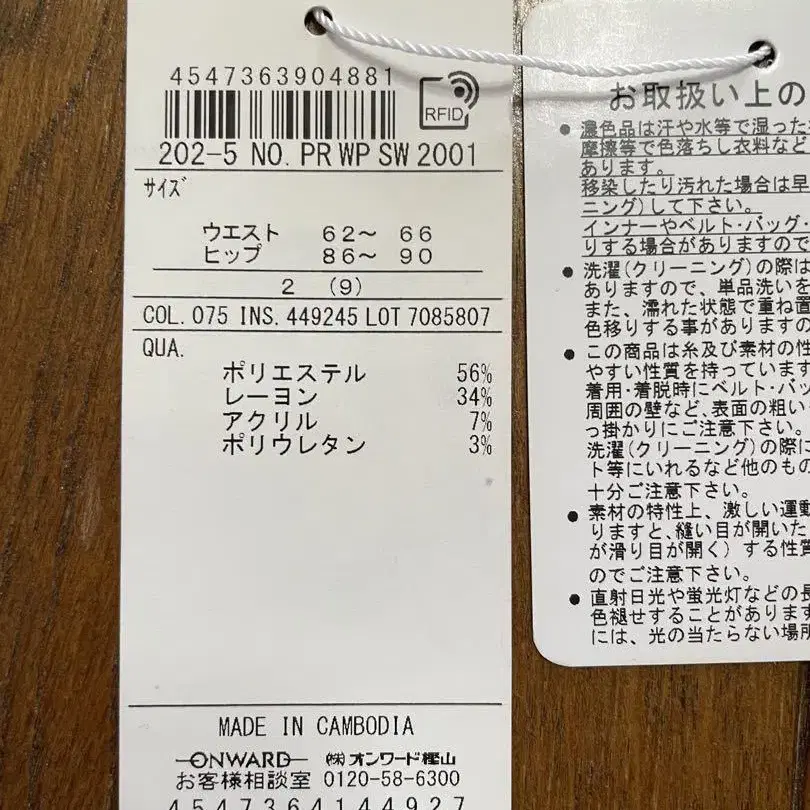 4547363904881
RFID
202-5 NO. PR WP SW 2001
サイズ
ウエスト 62～ 66
ヒップ 86～ 90
2 (9)
COL. 075 INS. 449245 LOT 7085807
QUA.
ポリエステル 56%
レーヨン 34%
アクリル 7%
ポリウレタン 3%
MADE IN CAMBODIA
ONWARD ㈱オンワード樫山
お客様相談室 0120-58-6300
4547364144927
お取扱い上の
● 濃色品は汗や水等で湿った
摩擦等で色落ちし衣料など
あります。
移染したり汚れた場合は早
ニング)して下さい。
インナーやベルト・バッグ・
りする場合がありますので
● 洗濯(クリーニング)の際は
ありますので、単品洗いを
また、濡れた状態で重ね置
色移りする事がありますの
● この商品は糸及び素材の性
やすい性質を持っています
着用・着脱時にベルト・バッ
周囲の壁など、表面の粗い
っ掛かりにご注意下さい。
洗濯(クリーニング)の際に
ト等にいれるなど他のもの
十分ご注意下さい。
● 素材の特性上、激しい運動
りますと、縫い目が開いた
が滑り目が開く）する性質
のでご注意下さい。
● 直射日光や蛍光灯などの長
色褪せすることがあります
には、光の当たらない場所